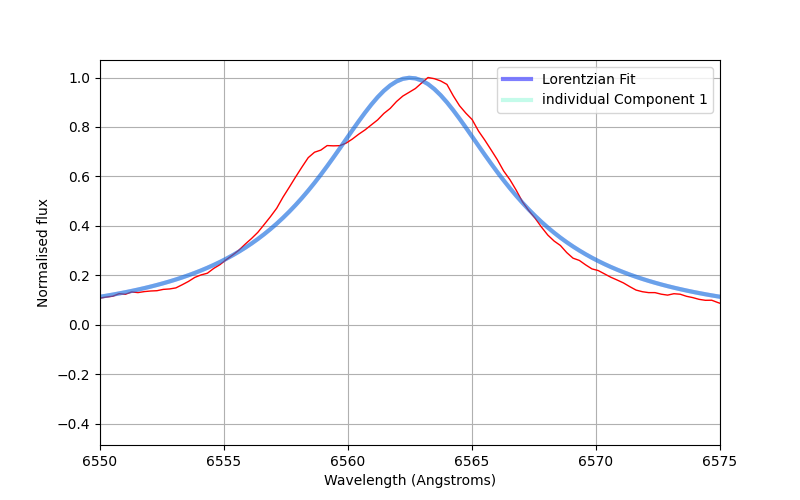 Lorentzian Fit
individual Component 1
1.0
0.8
0.6
0.4
0.2
0.0
−0.2
−0.4
Normalised flux
6550 6555 6560 6565 6570 6575
Wavelength (Angstroms)